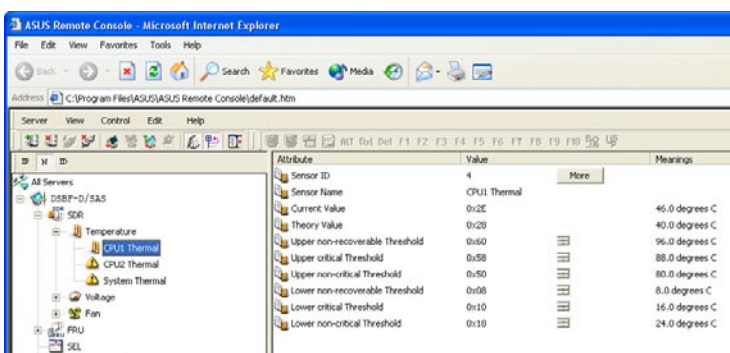 ASUS Remote Console - Microsoft Internet Explorer
File Edit View Favorites Tools Help
Back Search Favorites Media
Address C:\Program Files\ASUS\ASUS Remote Console\default.htm
Server View Control Edit Help
Alt Ctrl Del F1 F2 F3 F4 F5 F6 F7 F8 F9 F10
Attribute Value Meanings
Sensor ID 4 More
All Servers
Sensor Name CPU1 Thermal
DSBF-D/SAS
Current Value 0x2E 46.0 degrees C
SDR
Theory Value 0x28 40.0 degrees C
Temperature
Upper non-recoverable Threshold 0x60 96.0 degrees C
CPU1 Thermal
Upper critical Threshold 0x58 88.0 degrees C
CPU2 Thermal
Upper non-critical Threshold 0x50 80.0 degrees C
System Thermal
Lower non-recoverable Threshold 0x08 8.0 degrees C
Voltage
Lower critical Threshold 0x10 16.0 degrees C
Fan
Lower non-critical Threshold 0x18 24.0 degrees C
FRU
SEL